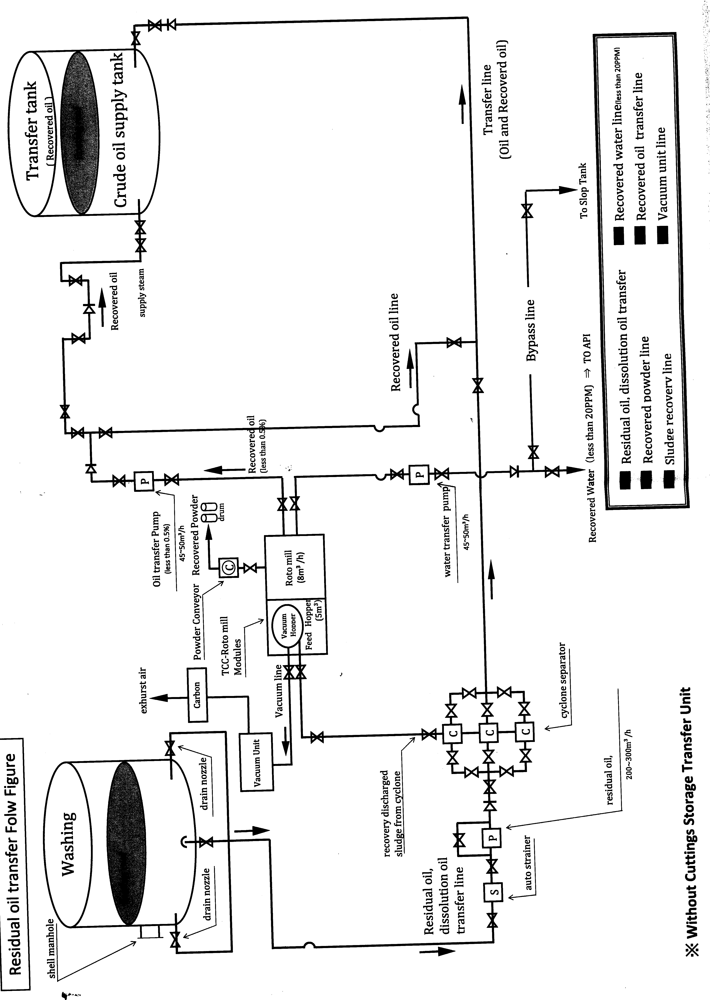 Residual oil transfer Folw Figure
shell manhole
Washing
drain nozzle
drain nozzle
exhurst air
Carbon
Vacuum Unit
Vacuum line
TCC-Roto mill
Modules
Vacuum
Hopper
Feed Hopper
(5m³)
Roto mill
(8m³/h)
Powder Conveyor
Recovered Powder
drum
C
Oil transfer Pump
(less than 0.5%)
45~50m³/h
P
Recovered oil
(less than 0.5%)
Recovered oil
supply steam
Transfer tank
( Recovered oil )
Crude oil supply tank
Recovered oil line
Transfer line
(Oil and Recoverd oil)
water transfer pump
45~50m³/h
P
Bypass line
To Slop Tank
Recovered Water (less than 20PPM) ⇒ TO API
recovery discharged
sludge from cyclone
C
C
C
cyclone separator
Residual oil,
dissolution oil
transfer line
S
P
auto strainer
residual oil,
200~300m³/h
Residual oil, dissolution oil transfer
Recovered powder line
Sludge recovery line
Recovered water line(less than 20PPM)
Recovered oil transfer line
Vacuum unit line
※ Without Cuttings Storage Transfer Unit